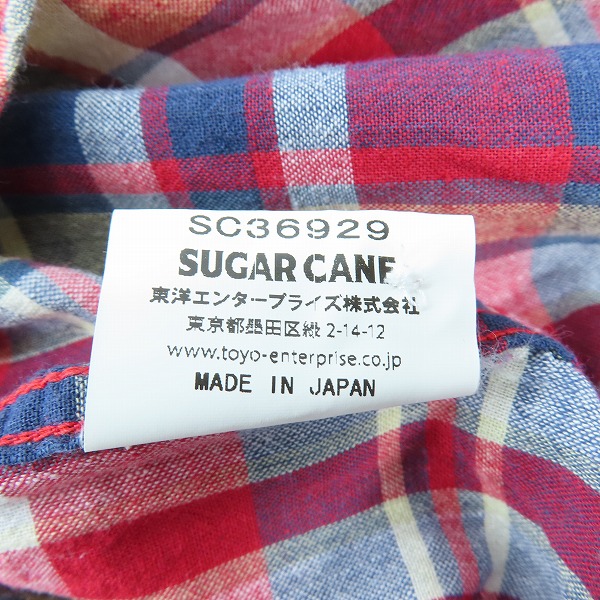 SC36929
SUGAR CANE
東洋エンタープライズ株式会社
東京都墨田区緑 2-14-12
www.toyo-enterprise.co.jp
MADE IN JAPAN